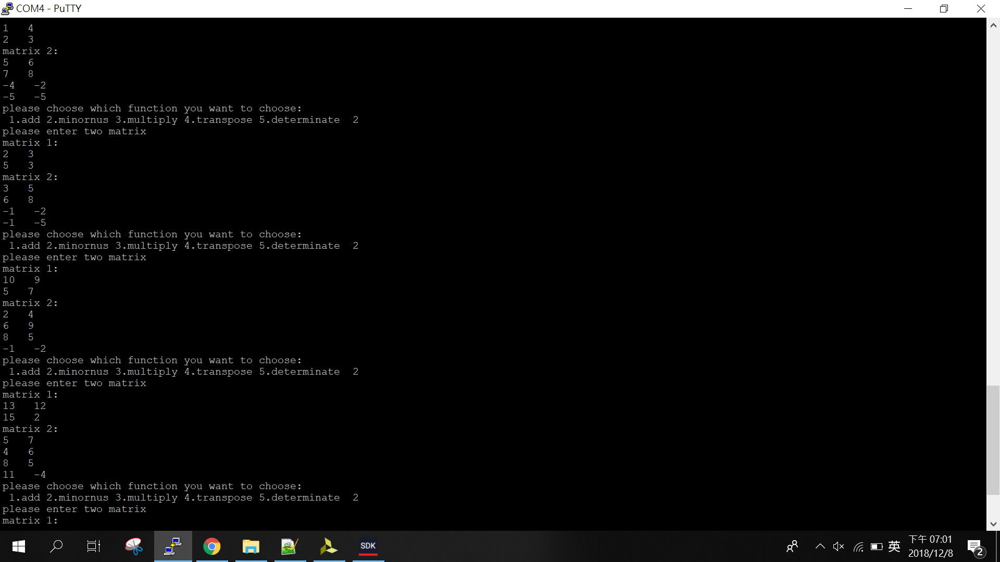 COM4 - PuTTY
1   4
2   3
matrix 2:
5   6
7   8
-4   -2
-5   -5
please choose which function you want to choose:
 1.add 2.minornus 3.multiply 4.transpose 5.determinate  2
please enter two matrix
matrix 1:
2   3
5   3
matrix 2:
3   5
6   8
-1   -2
-1   -5
please choose which function you want to choose:
 1.add 2.minornus 3.multiply 4.transpose 5.determinate  2
please enter two matrix
matrix 1:
10   9
5   7
matrix 2:
2   4
6   9
8   5
-1   -2
please choose which function you want to choose:
 1.add 2.minornus 3.multiply 4.transpose 5.determinate  2
please enter two matrix
matrix 1:
13   12
15   2
matrix 2:
5   7
4   6
8   5
11   -4
please choose which function you want to choose:
 1.add 2.minornus 3.multiply 4.transpose 5.determinate  2
please enter two matrix
matrix 1:
SDK
英
下午 07:01
2018/12/8
2